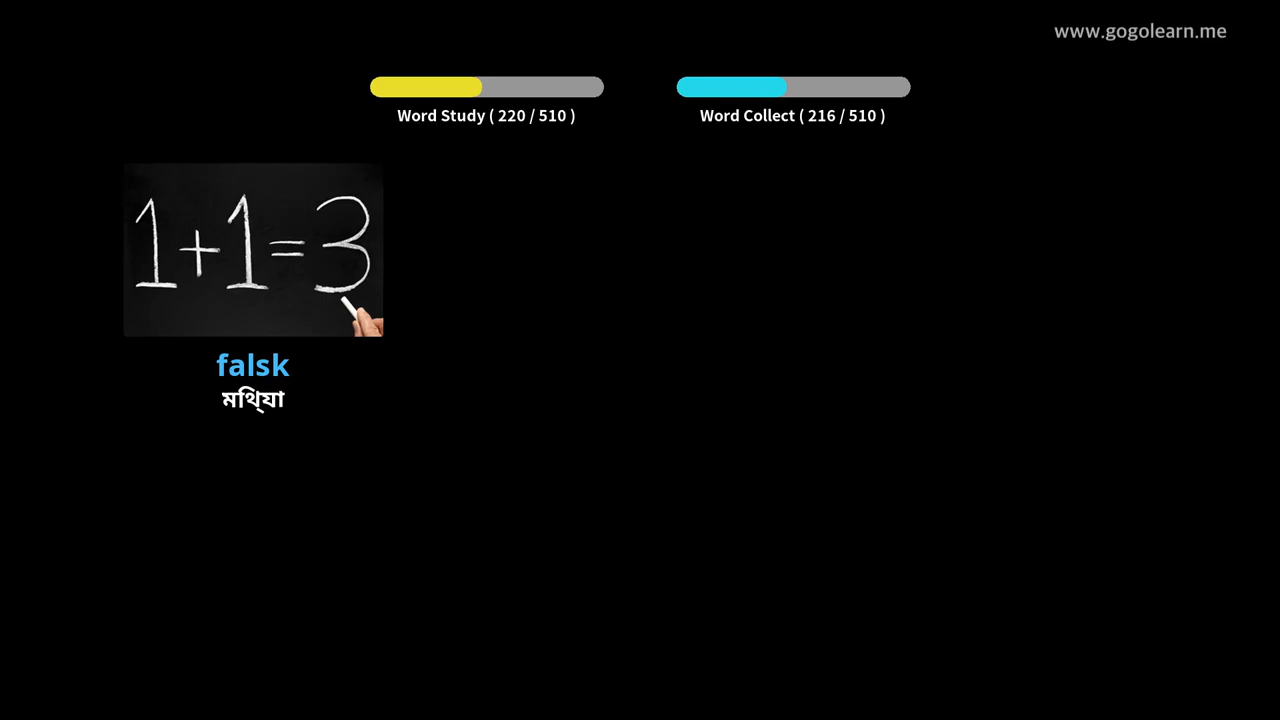 www.gogolearn.me
Word Study ( 220 / 510 )
Word Collect ( 216 / 510 )
1+1=3
falsk
মিথ্যা